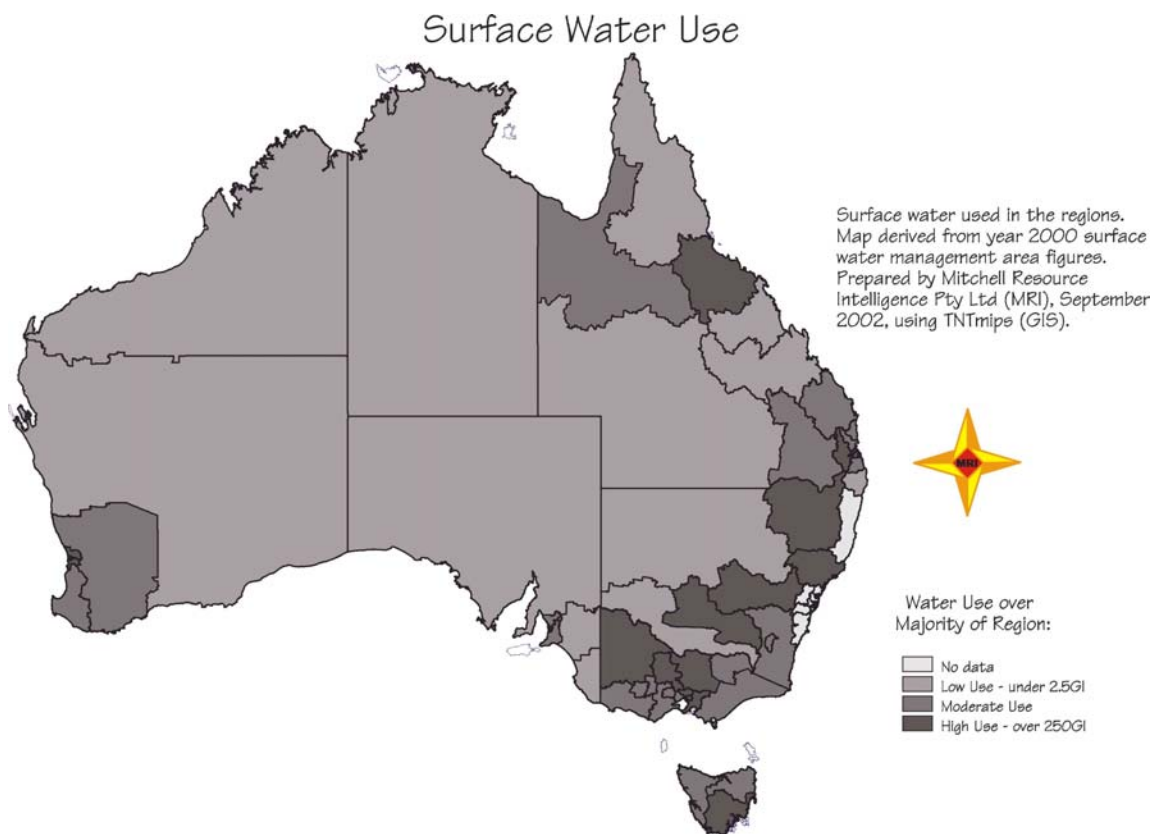 Surface Water Use
Surface water used in the regions.
Map derived from year 2000 surface
water management area figures.
Prepared by Mitchell Resource
Intelligence Pty Ltd (MRI), September
2002, using TNTmips (GIS).
MRI
Water Use over
Majority of Region:
No data
Low Use - under 2.5Gl
Moderate Use
High Use - over 250Gl